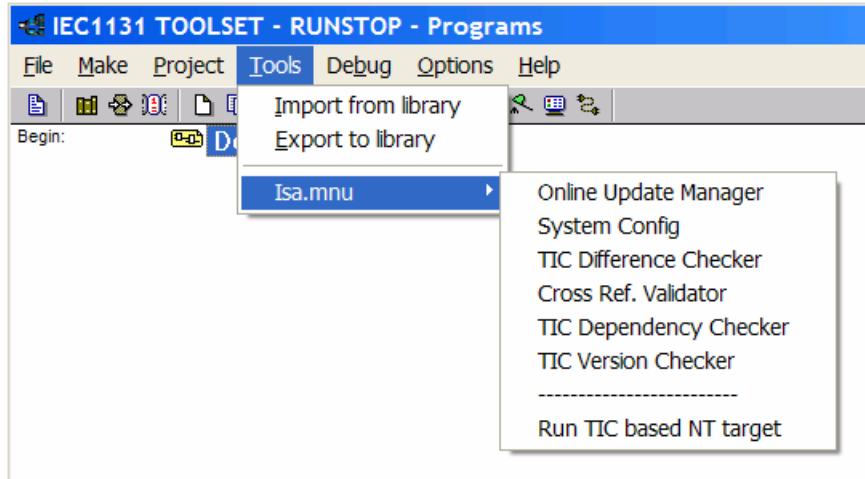 IEC1131 TOOLSET - RUNSTOP - Programs
File Make Project Tools Debug Options Help
Import from library
Begin:
Export to library
Isa.mnu
Online Update Manager
System Config
TIC Difference Checker
Cross Ref. Validator
TIC Dependency Checker
TIC Version Checker
-------------------------
Run TIC based NT target